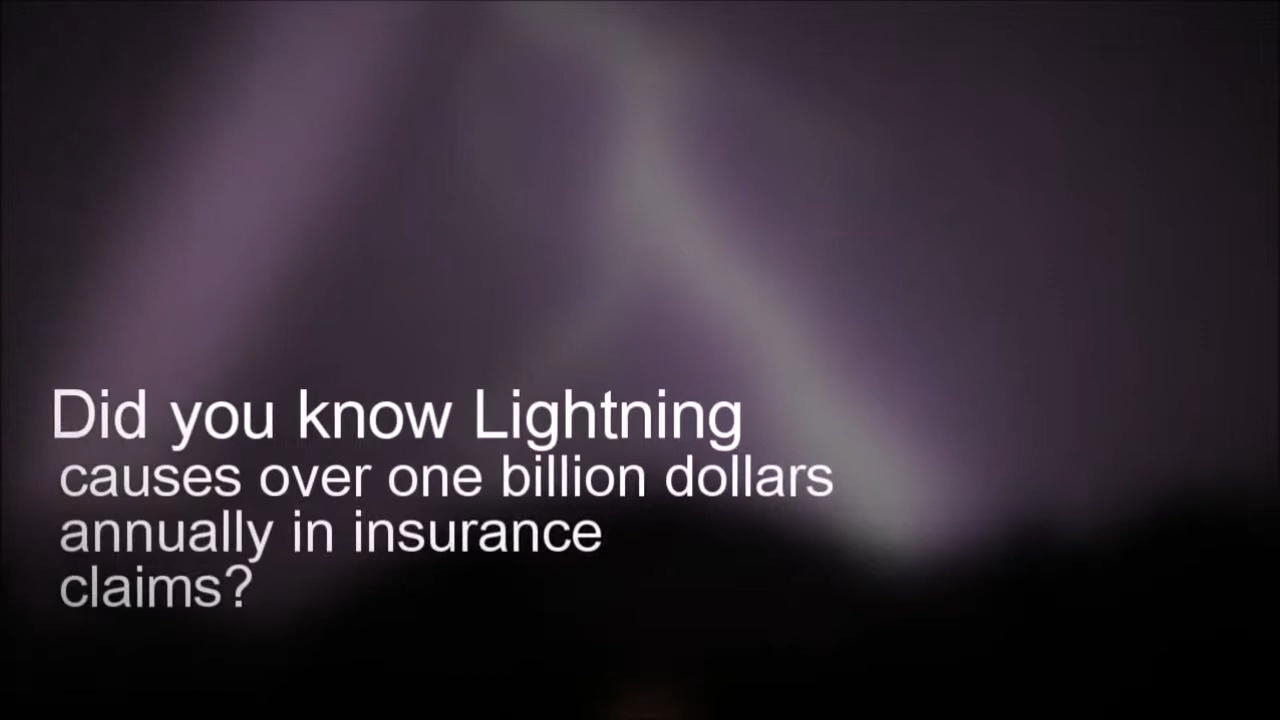 Did you know Lightning
causes over one billion dollars
annually in insurance
claims?